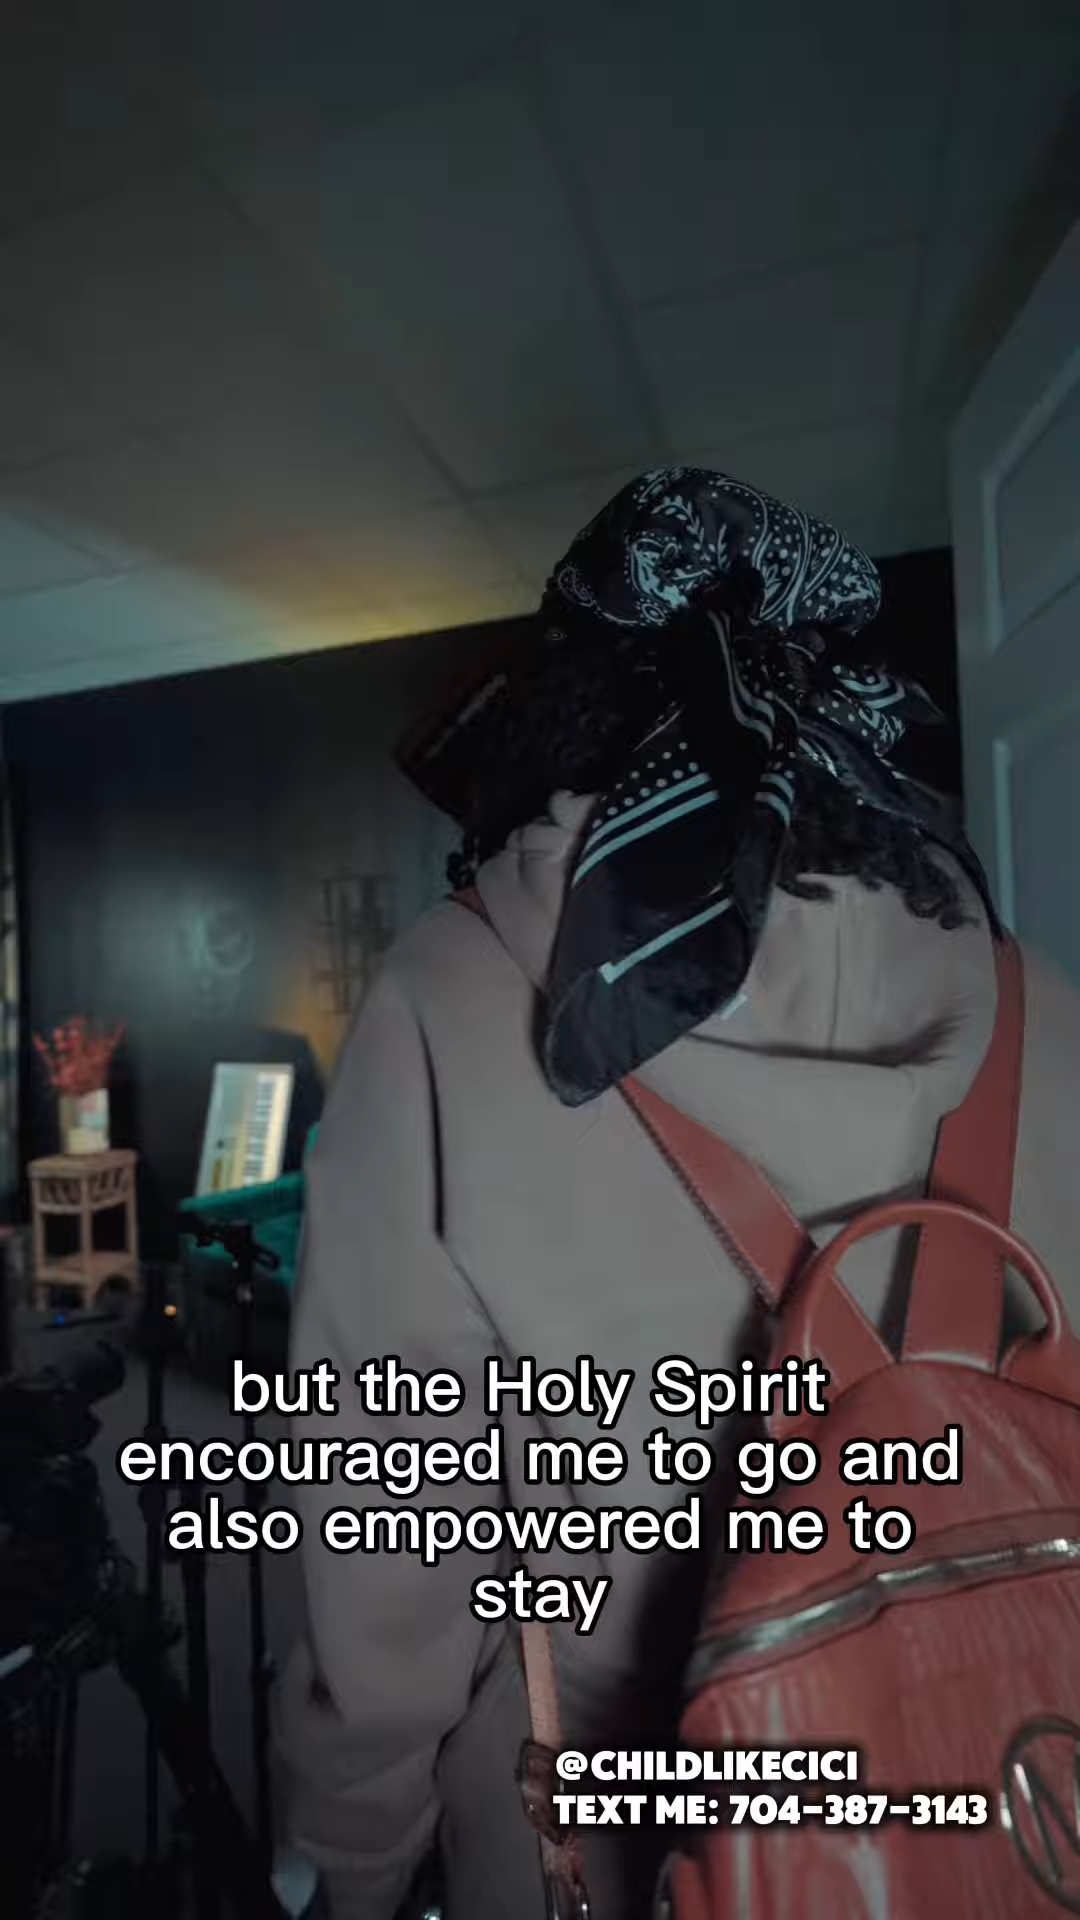 but the Holy Spirit
encouraged me to go and
also empowered me to
stay
@CHILDLIKECICI
TEXT ME: 704-387-3143